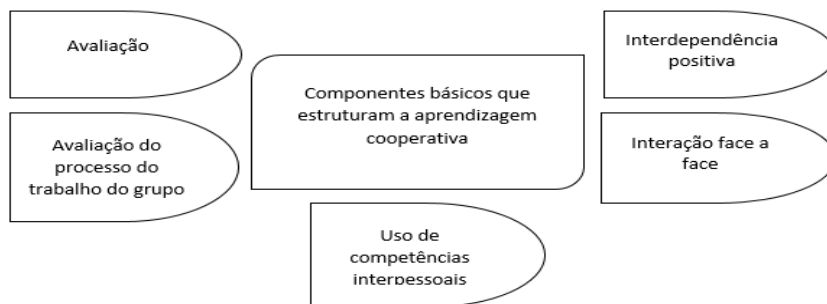 Avaliação
Avaliação do
processo do
trabalho do grupo
Componentes básicos que
estruturam a aprendizagem
cooperativa
Interdependência
positiva
Interação face a
face
Uso de
competências
interpessoais